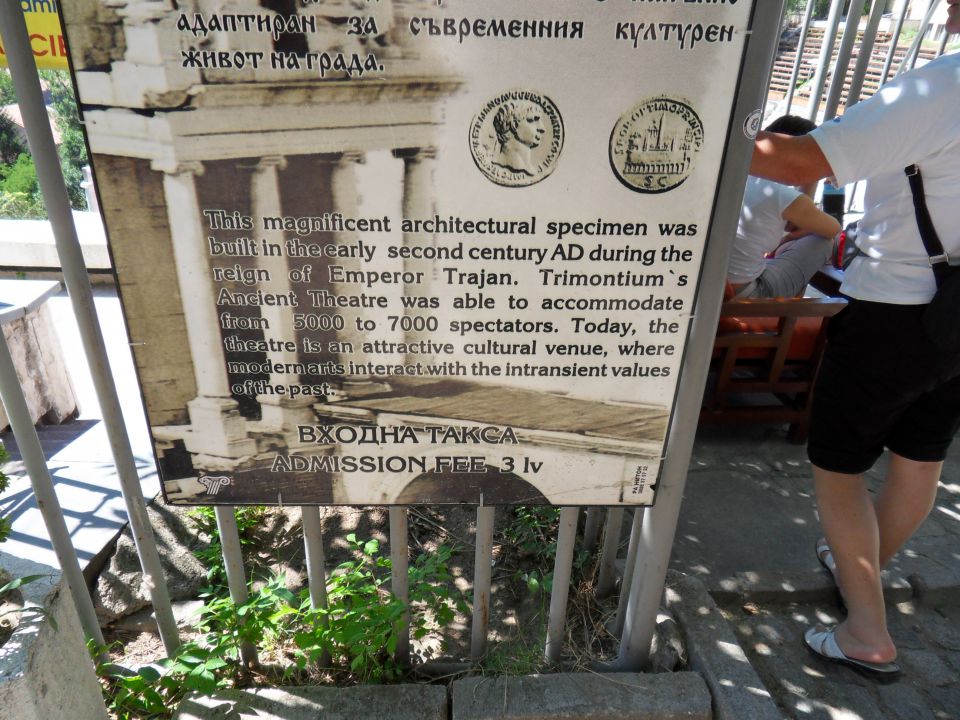 ami
CIE
адаптиран за съвременния културен
живот на града.
This magnificent architectural specimen was
built in the early second century AD during the
reign of Emperor Trajan. Trimontium`s
Ancient Theatre was able to accommodate
from 5000 to 7000 spectators. Today, the
theatre is an attractive cultural venue, where
modern arts interact with the intransient values
of the past.
ВХОДНА ТАКСА
ADMISSION FEE 3 lv